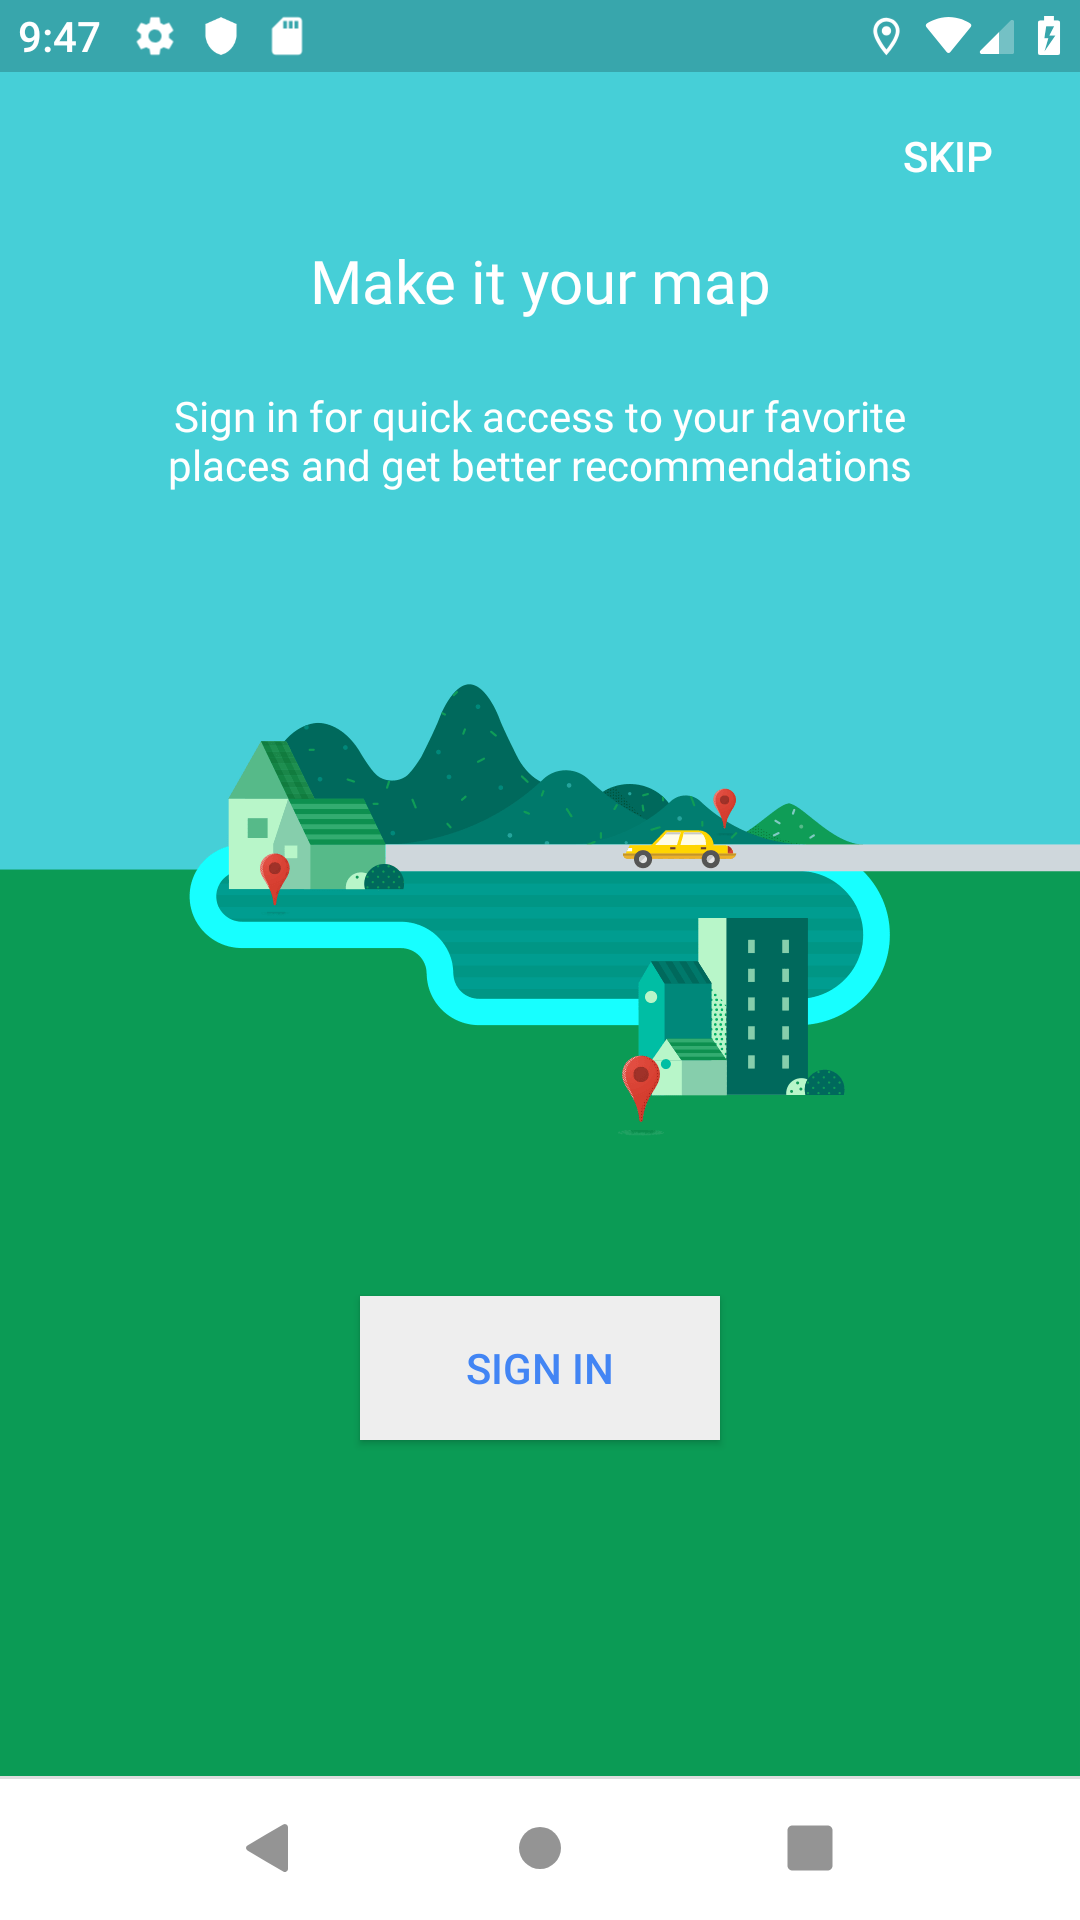 9:47
SKIP
Make it your map
Sign in for quick access to your favorite
places and get better recommendations
SIGN IN